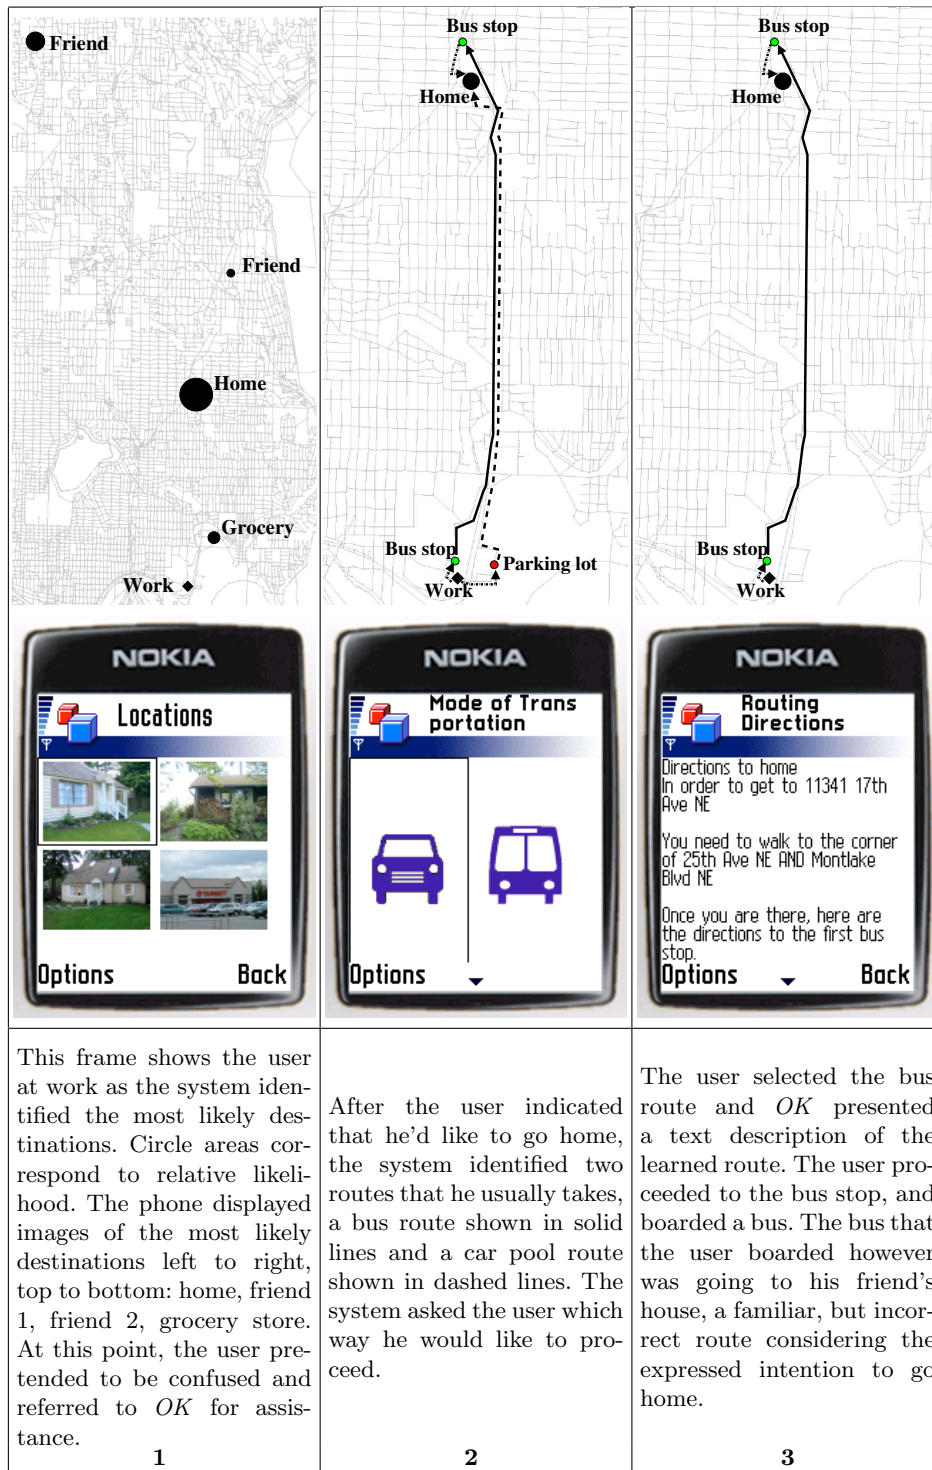 Friend
Friend
Home
Grocery
Work
Bus stop
Home
Bus stop
Parking lot
Work
Bus stop
Home
Bus stop
Work
NOKIA
Locations
TARGET
Options Back
NOKIA
Mode of Trans
portation
Options
NOKIA
Routing
Directions
Directions to home
In order to get to 11341 17th
Ave NE
You need to walk to the corner
of 25th Ave NE AND Montlake
Blvd NE
Once you are there, here are
the directions to the first bus
stop.
Options Back
This frame shows the user
at work as the system iden-
tified the most likely des-
tinations. Circle areas cor-
respond to relative likeli-
hood. The phone displayed
images of the most likely
destinations left to right,
top to bottom: home, friend
1, friend 2, grocery store.
At this point, the user pre-
tended to be confused and
referred to OK for assis-
tance.
1
After the user indicated
that he'd like to go home,
the system identified two
routes that he usually takes,
a bus route shown in solid
lines and a car pool route
shown in dashed lines. The
system asked the user which
way he would like to pro-
ceed.
2
The user selected the bus
route and OK presented
a text description of the
learned route. The user pro-
ceeded to the bus stop, and
boarded a bus. The bus that
the user boarded however
was going to his friend's
house, a familiar, but incor-
rect route considering the
expressed intention to go
home.
3